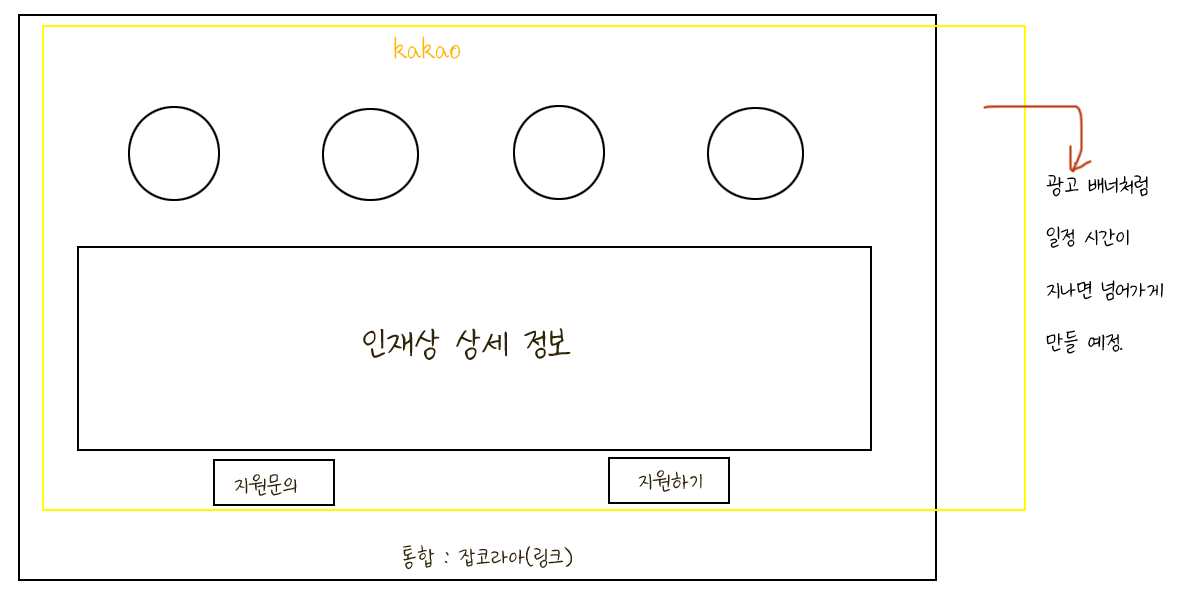 kakao
광고 배너처럼
일정 시간이
지나면 넘어가게
만들 예정.
인재상 상세 정보
지원문의
지원하기
통합 : 잡코라아(링크)